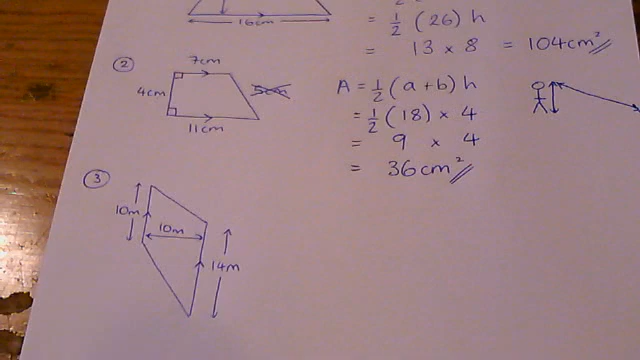 16cm
= 1/2 (26) h
= 13 x 8 = 104cm²
2
7cm
4cm
5cm
11cm
A = 1/2 (a+b) h
= 1/2 (18) x 4
= 9 x 4
= 36cm²
3
10m
10m
14m